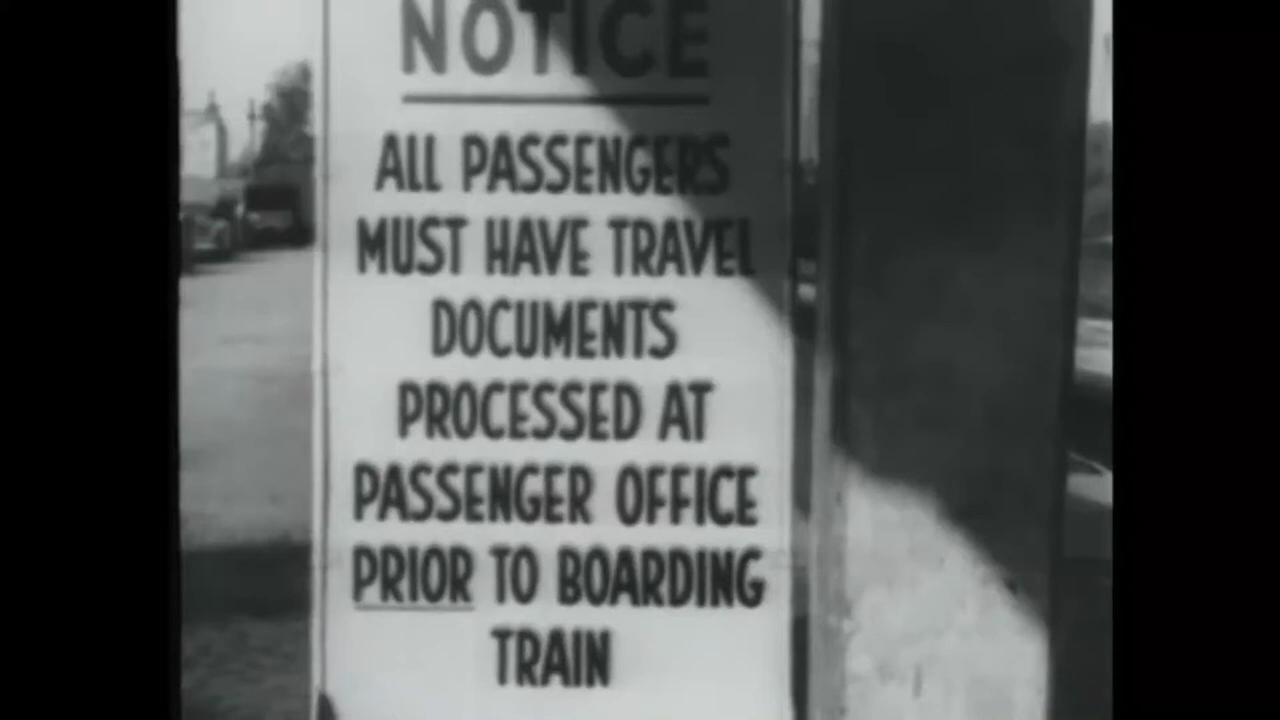 NOTICE
ALL PASSENGERS
MUST HAVE TRAVEL
DOCUMENTS
PROCESSED AT
PASSENGER OFFICE
PRIOR TO BOARDING
TRAIN